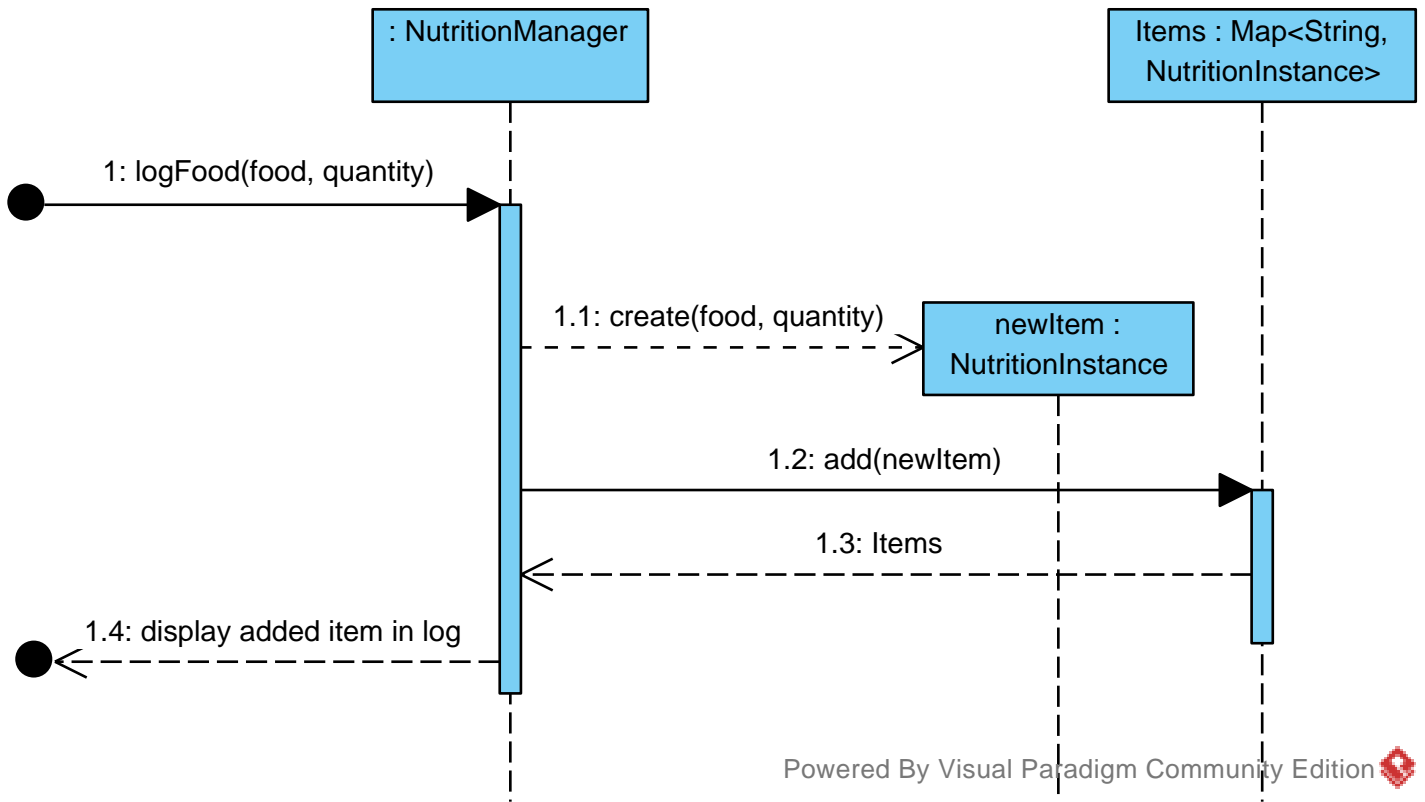 : NutritionManager
Items : Map<String,
NutritionInstance>
1: logFood(food, quantity)
1.1: create(food, quantity)
newItem :
NutritionInstance
1.2: add(newItem)
1.3: Items
1.4: display added item in log
Powered By Visual Paradigm Community Edition